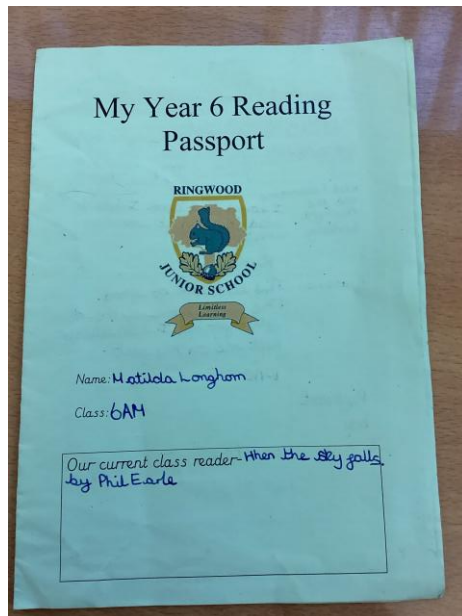 My Year 6 Reading
Passport
RINGWOOD
JUNIOR SCHOOL
Limitless
Learning
Name: Matilda Longhorn
Class: 6AM
Our current class reader- When the sky falls
by Phil Earle